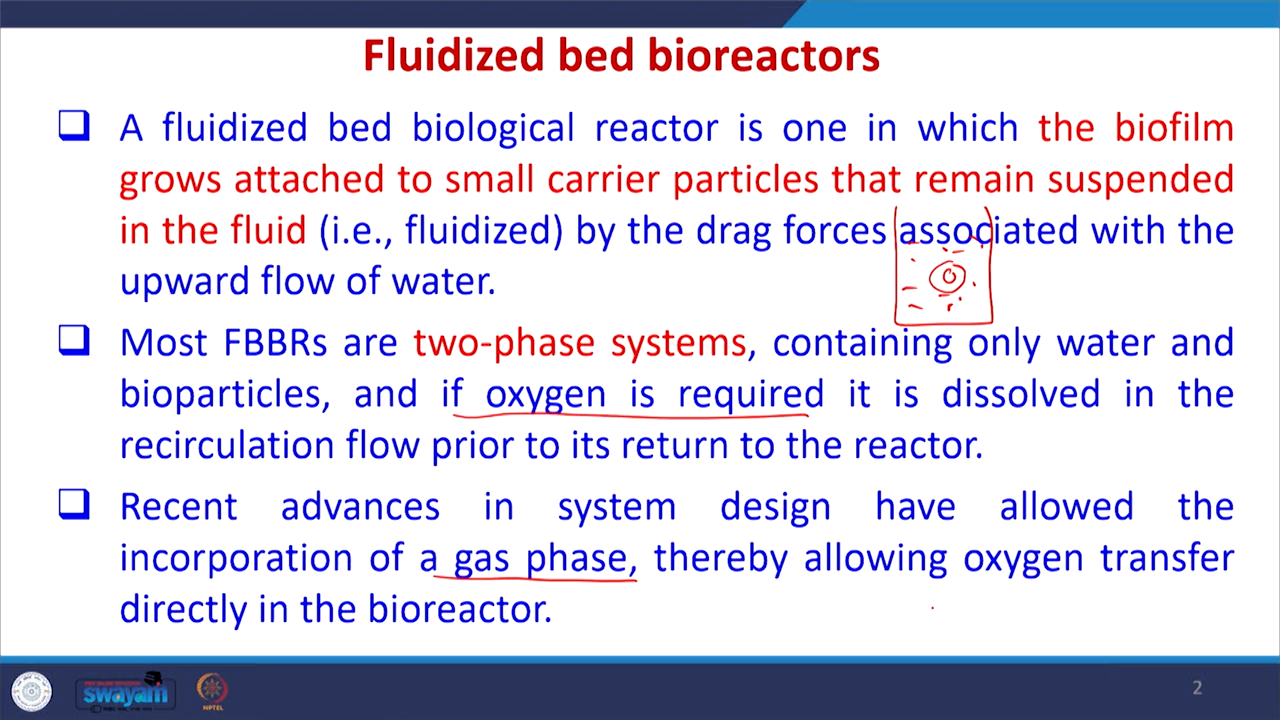 Fluidized bed bioreactors
A fluidized bed biological reactor is one in which the biofilm
grows attached to small carrier particles that remain suspended
in the fluid (i.e., fluidized) by the drag forces associated with the
upward flow of water.
Most FBBRs are two-phase systems, containing only water and
bioparticles, and if oxygen is required it is dissolved in the
recirculation flow prior to its return to the reactor.
Recent advances in system design have allowed the
incorporation of a gas phase, thereby allowing oxygen transfer
directly in the bioreactor.
swayam
NPTEL
2